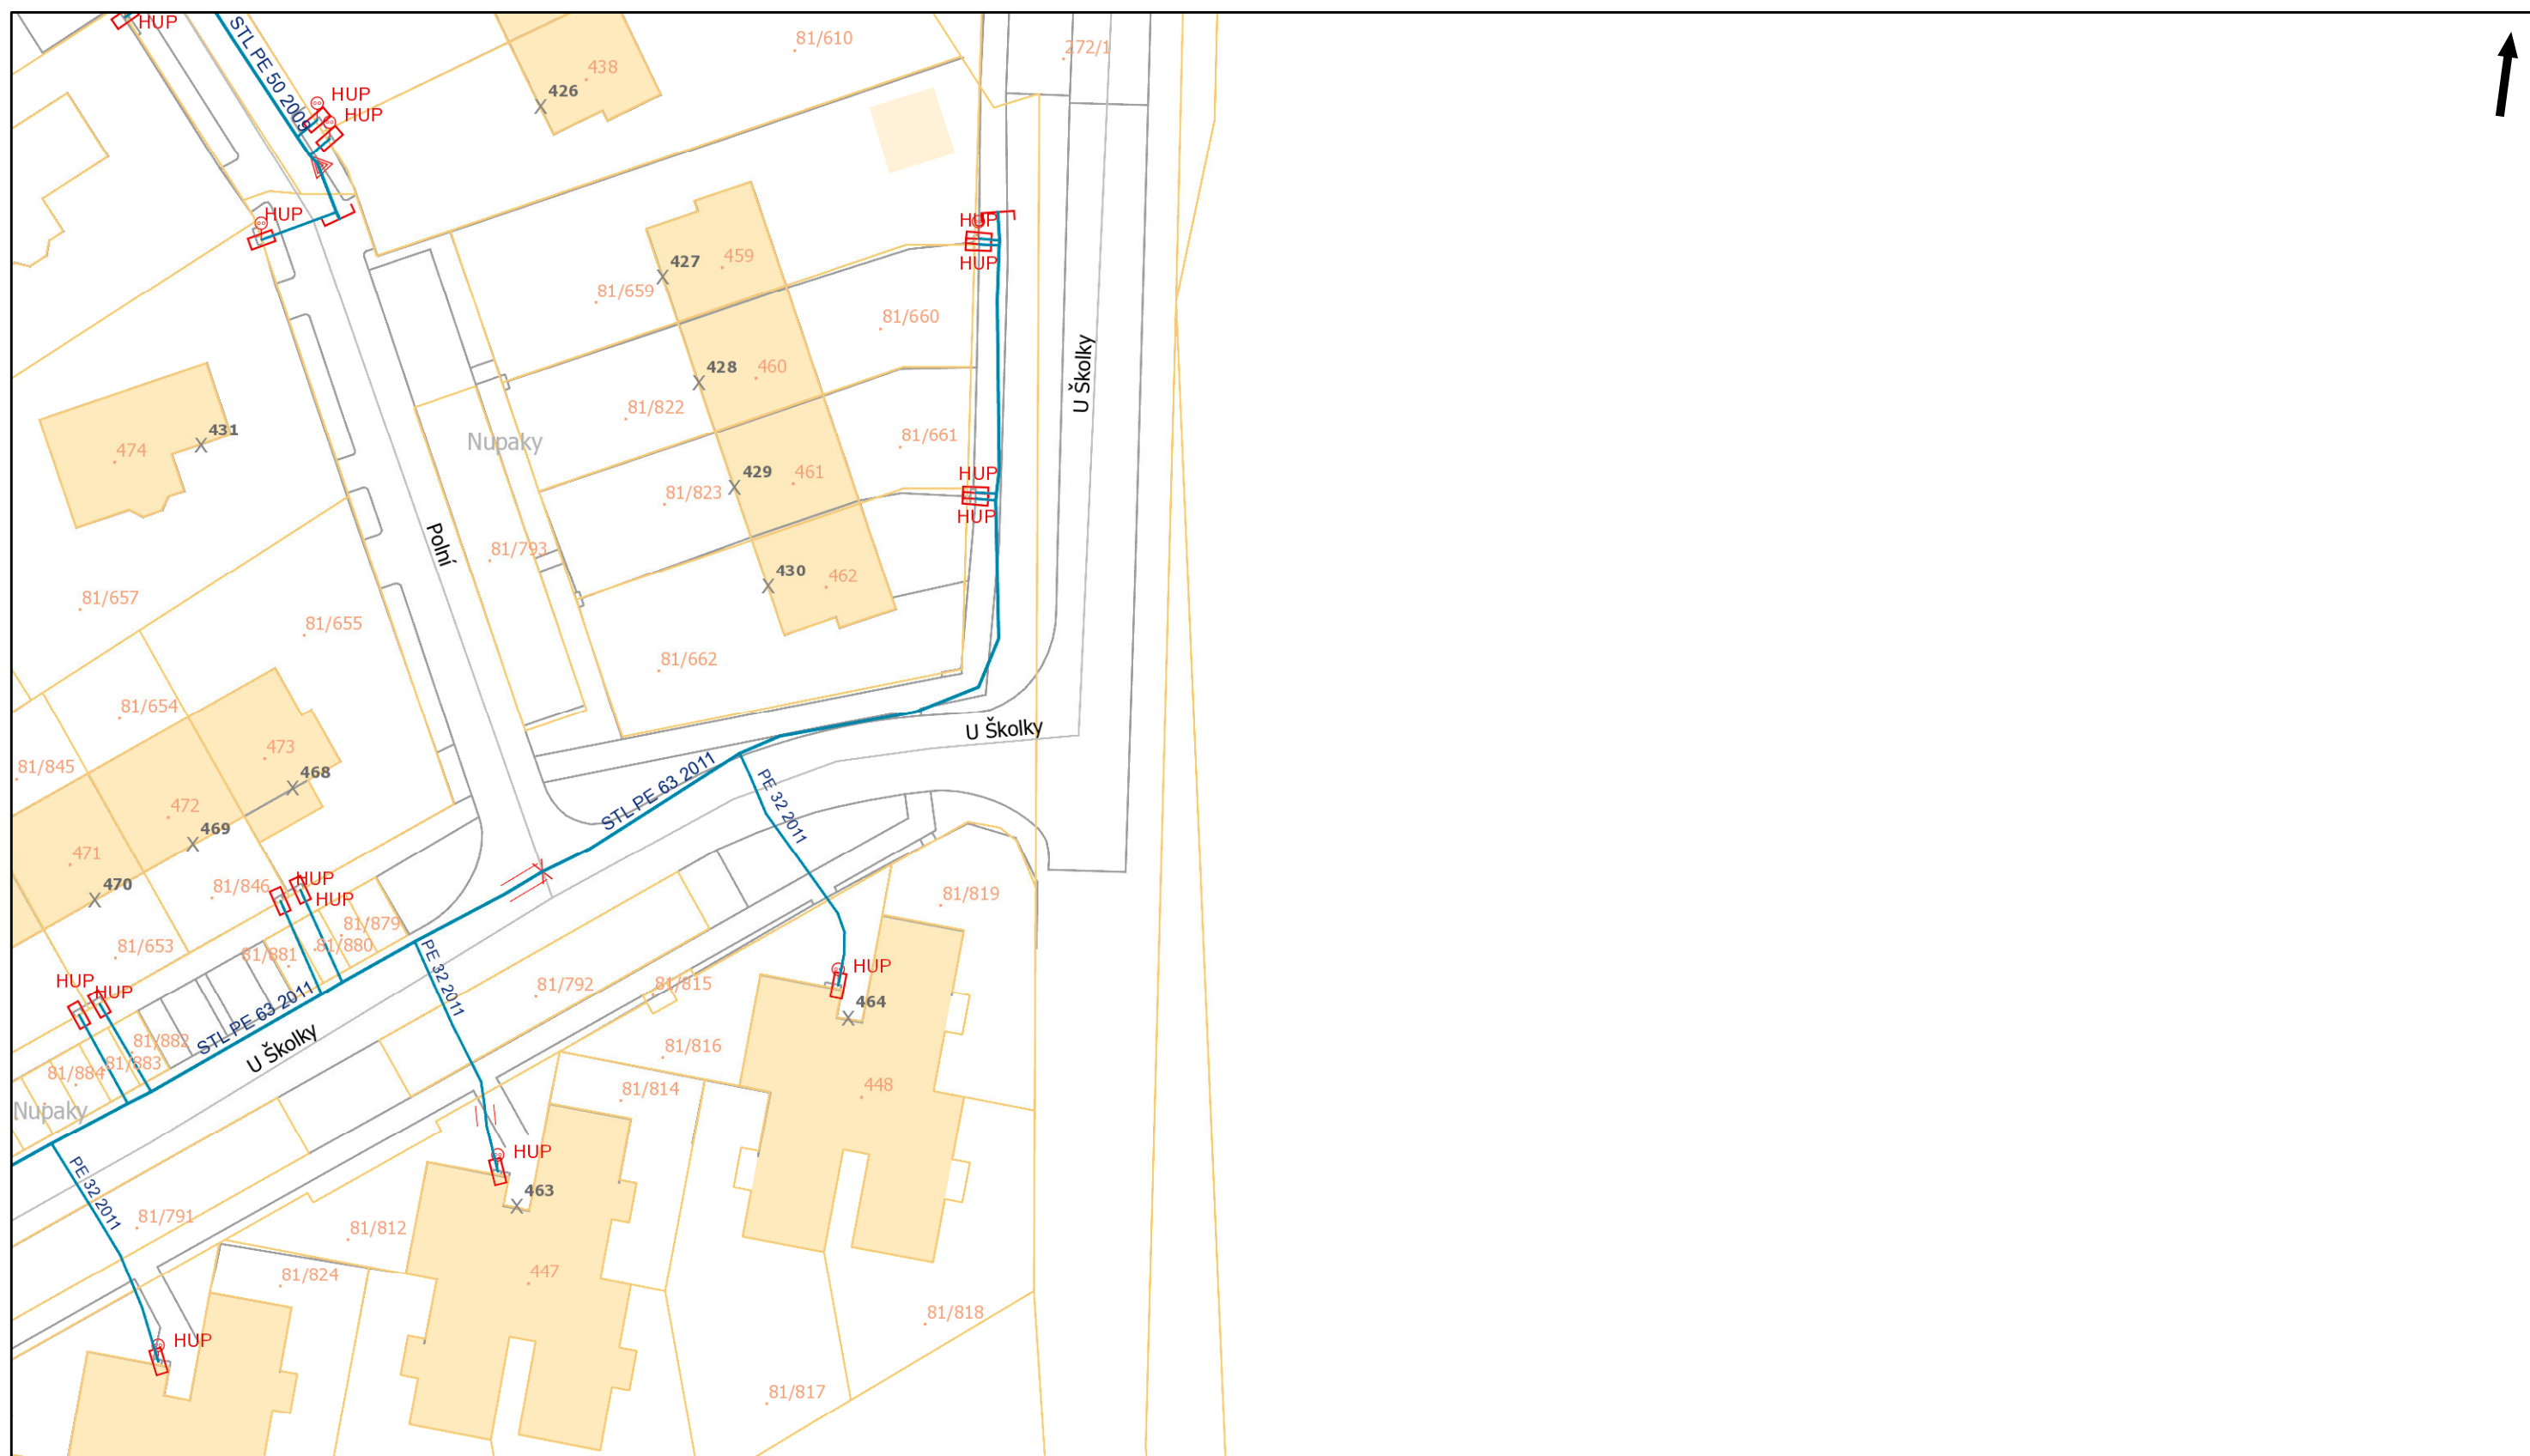 HUP
STL PE 50 2009
81/610
272/1
438
426
HUP
HUP
HUP
HUP
HUP
459
427
81/659
81/660
460
428
81/822
U Školky
474
431
Nupaky
81/661
461
429
81/823
HUP
HUP
Polní
81/793
462
430
81/657
81/655
81/662
81/654
U Školky
473
468
81/845
STL PE 63 2011
PE 32 2011
472
469
471
470
81/846
HUP
HUP
81/819
81/879
81/880
81/881
81/653
PE 32 2011
HUP
HUP
HUP
81/792
81/815
464
STL PE 63 2011
U Školky
81/882
81/883
81/884
81/816
81/814
448
Nupaky
HUP
463
PE 32 2011
81/791
81/812
81/824
447
81/818
HUP
81/817